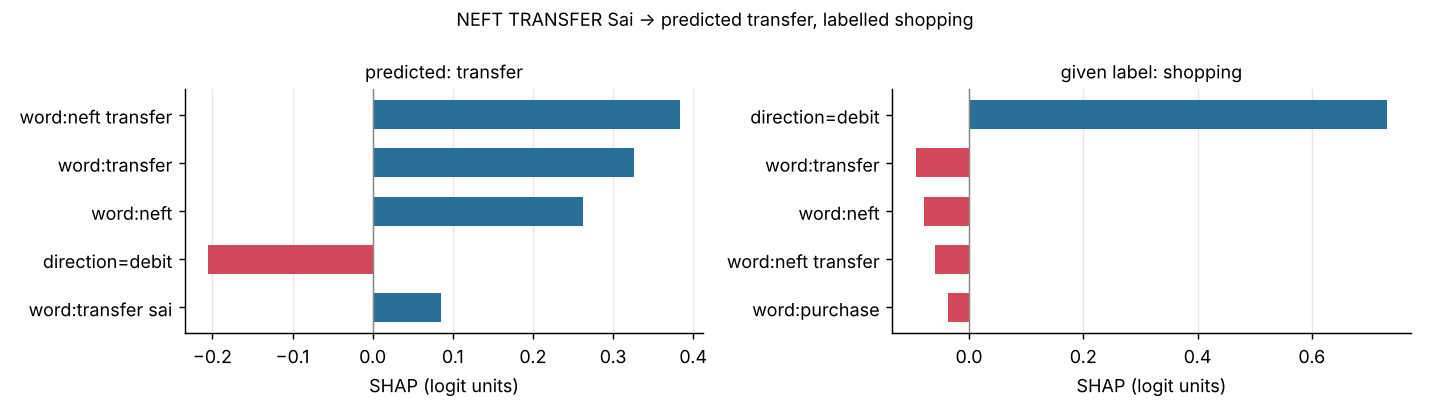 NEFT TRANSFER Sai → predicted transfer, labelled shopping
predicted: transfer
word:neft transfer
word:transfer
word:neft
direction=debit
word:transfer sai
−0.2 −0.1 0.0 0.1 0.2 0.3 0.4
SHAP (logit units)
given label: shopping
direction=debit
word:transfer
word:neft
word:neft transfer
word:purchase
0.0 0.2 0.4 0.6
SHAP (logit units)